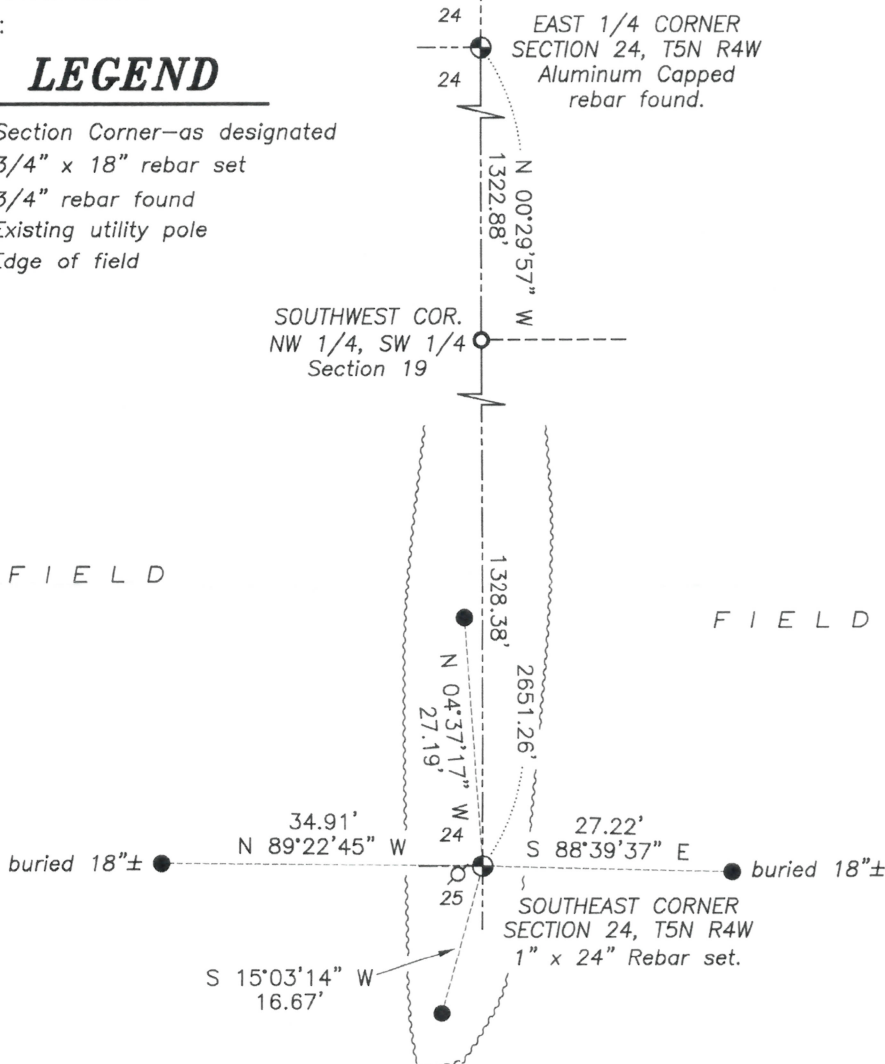 :
LEGEND
Section Corner—as designated
3/4" x 18" rebar set
3/4" rebar found
Existing utility pole
Edge of field
24
24
EAST 1/4 CORNER
SECTION 24, T5N R4W
Aluminum Capped
rebar found.
N 00°29'57" W
1322.88'
SOUTHWEST COR.
NW 1/4, SW 1/4
Section 19
FIELD
FIELD
1328.38'
2651.26'
N 04°37'17" W
27.19'
34.91'
N 89°22'45" W
24
27.22'
S 88°39'37" E
buried 18"±
buried 18"±
25
SOUTHEAST CORNER
SECTION 24, T5N R4W
1" x 24" Rebar set.
S 15°03'14" W
16.67'